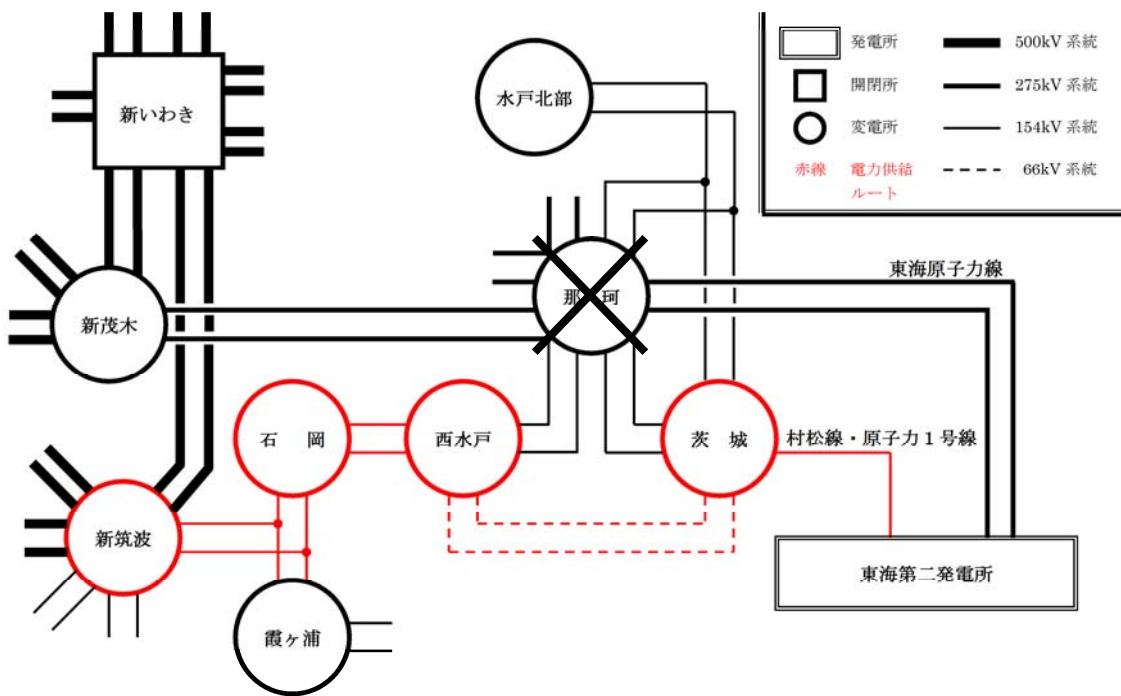 発電所
500kV 系統
開閉所
275kV 系統
変電所
154kV 系統
赤線
電力供給
ルート
66kV 系統
新いわき
水戸北部
那 珂
東海原子力線
新茂木
石 岡
西水戸
茨 城
村松線・原子力１号線
新筑波
東海第二発電所
霞ヶ浦